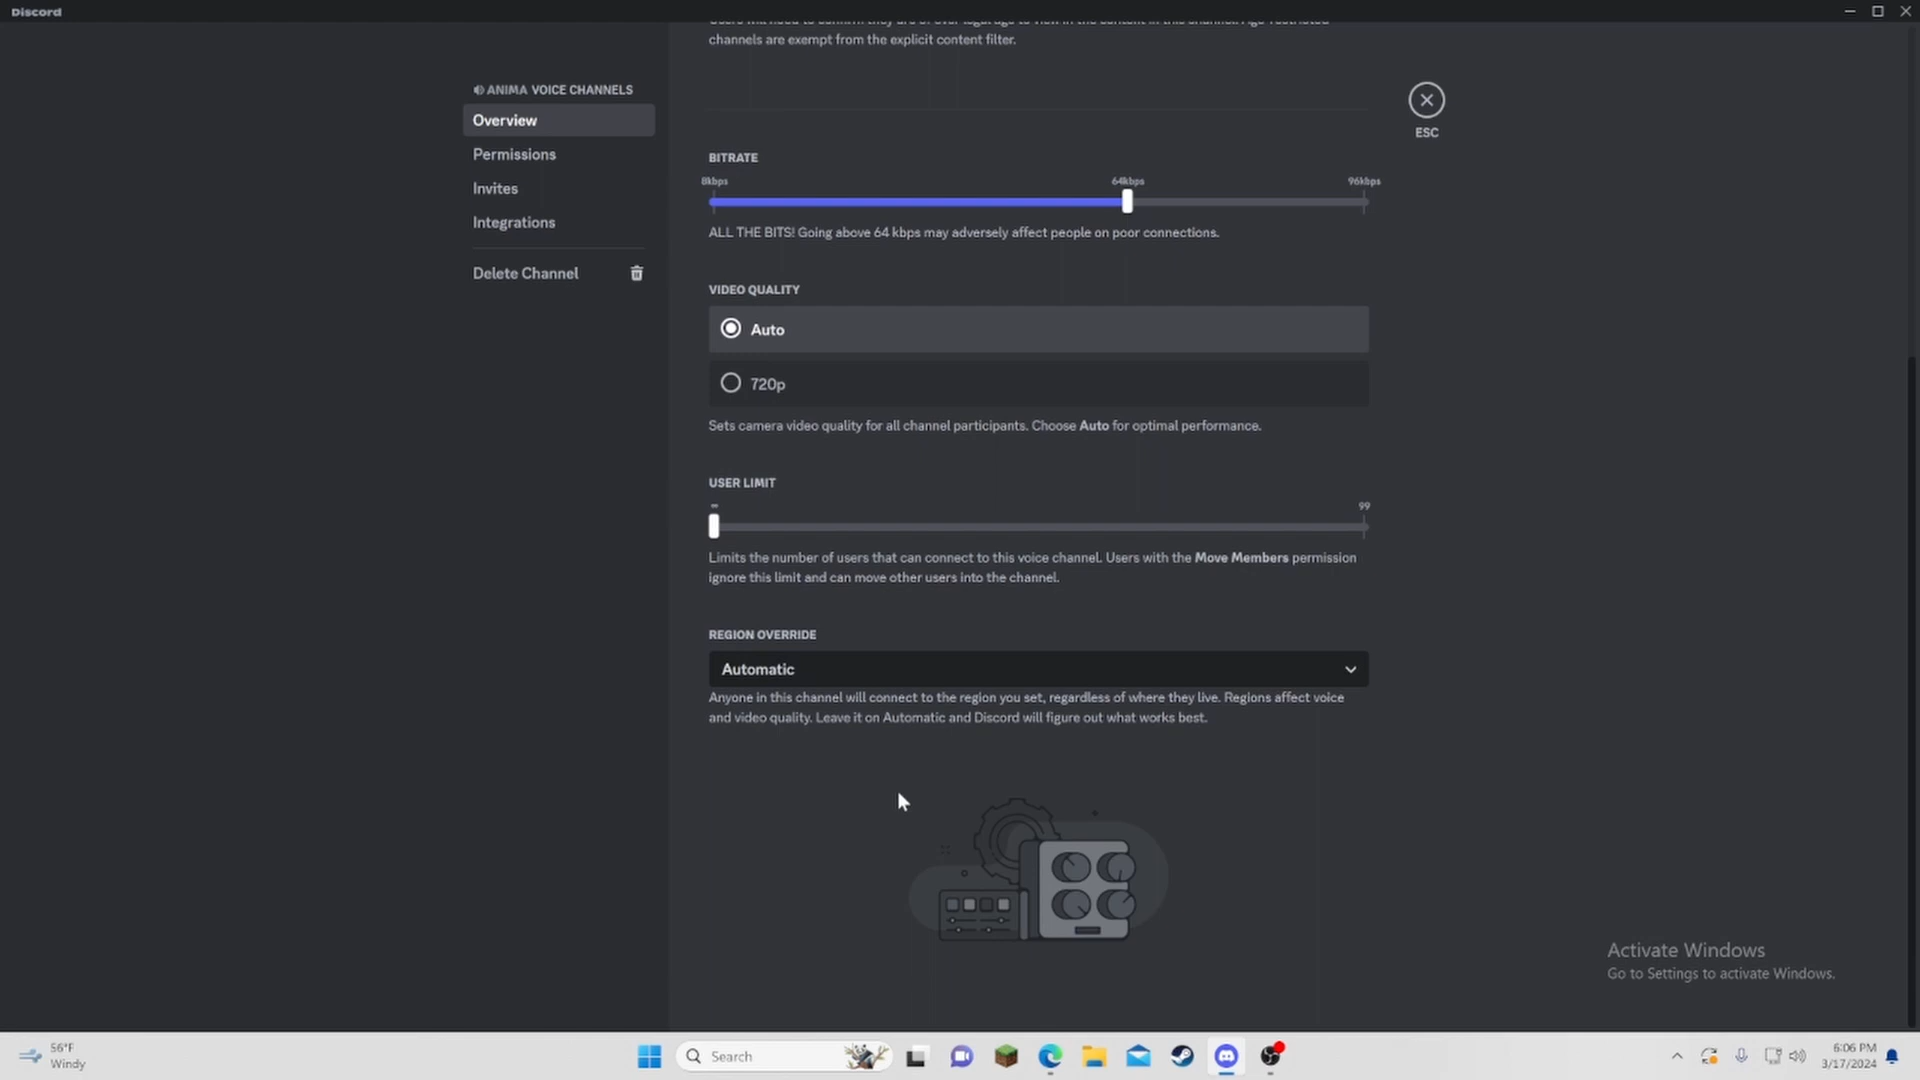 Discord
channels are exempt from the explicit content filter.
ANIMA VOICE CHANNELS
Overview
Permissions
Invites
Integrations
Delete Channel
ESC
BITRATE
8kbps 64kbps 96kbps
ALL THE BITS! Going above 64 kbps may adversely affect people on poor connections.
VIDEO QUALITY
Auto
720p
Sets camera video quality for all channel participants. Choose Auto for optimal performance.
USER LIMIT
∞ 99
Limits the number of users that can connect to this voice channel. Users with the Move Members permission
ignore this limit and can move other users into the channel.
REGION OVERRIDE
Automatic
Anyone in this channel will connect to the region you set, regardless of where they live. Regions affect voice
and video quality. Leave it on Automatic and Discord will figure out what works best.
Activate Windows
Go to Settings to activate Windows.
56°F
Windy
Search
6:06 PM
3/17/2024